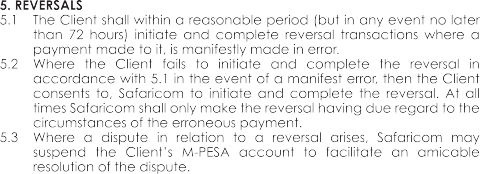 5. REVERSALS
5.1 The Client shall within a reasonable period (but in any event no later
than 72 hours) initiate and complete reversal transactions where a
payment made to it, is manifestly made in error.
5.2 Where the Client fails to initiate and complete the reversal in
accordance with 5.1 in the event of a manifest error, then the Client
consents to, Safaricom to initiate and complete the reversal. At all
times Safaricom shall only make the reversal having due regard to the
circumstances of the erroneous payment.
5.3 Where a dispute in relation to a reversal arises, Safaricom may
suspend the Client's M-PESA account to facilitate an amicable
resolution of the dispute.